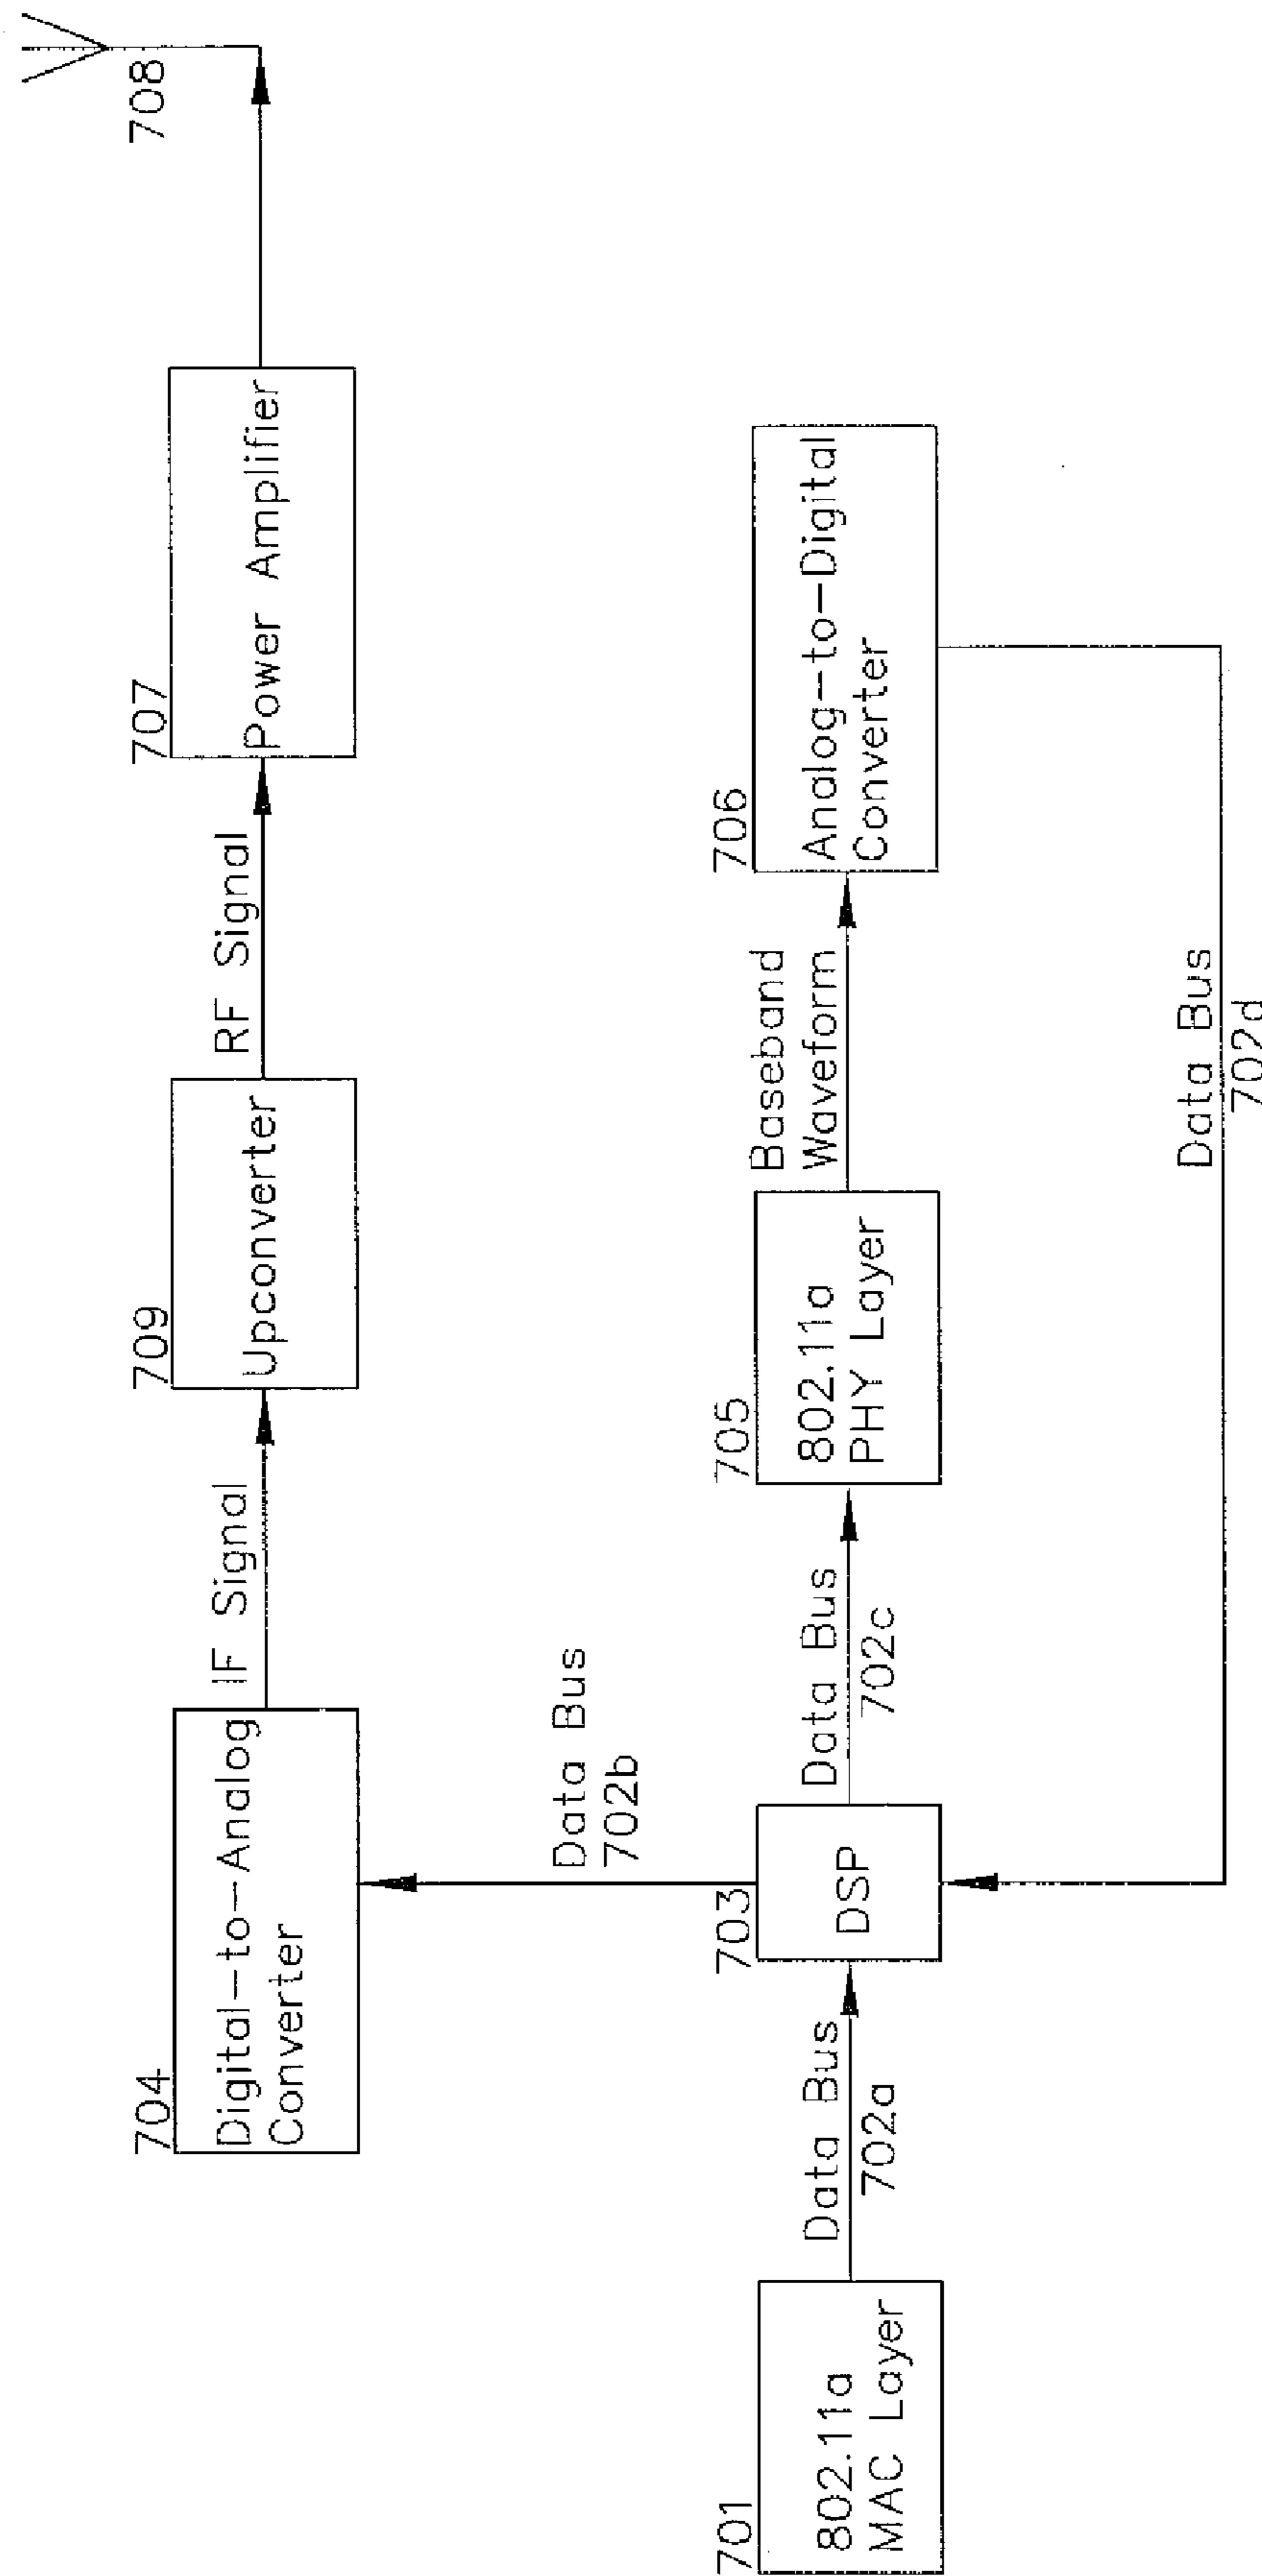 708
707
Power Amplifier
RF Signal
709
Upconverter
IF Signal
704
Digital-to-Analog
Converter
Data Bus
702b
706
Analog-to-Digital
Converter
Baseband
Waveform
705
802.11a
PHY Layer
Data Bus
702c
703
DSP
Data Bus
702a
701
802.11a
MAC Layer
Data Bus
702d